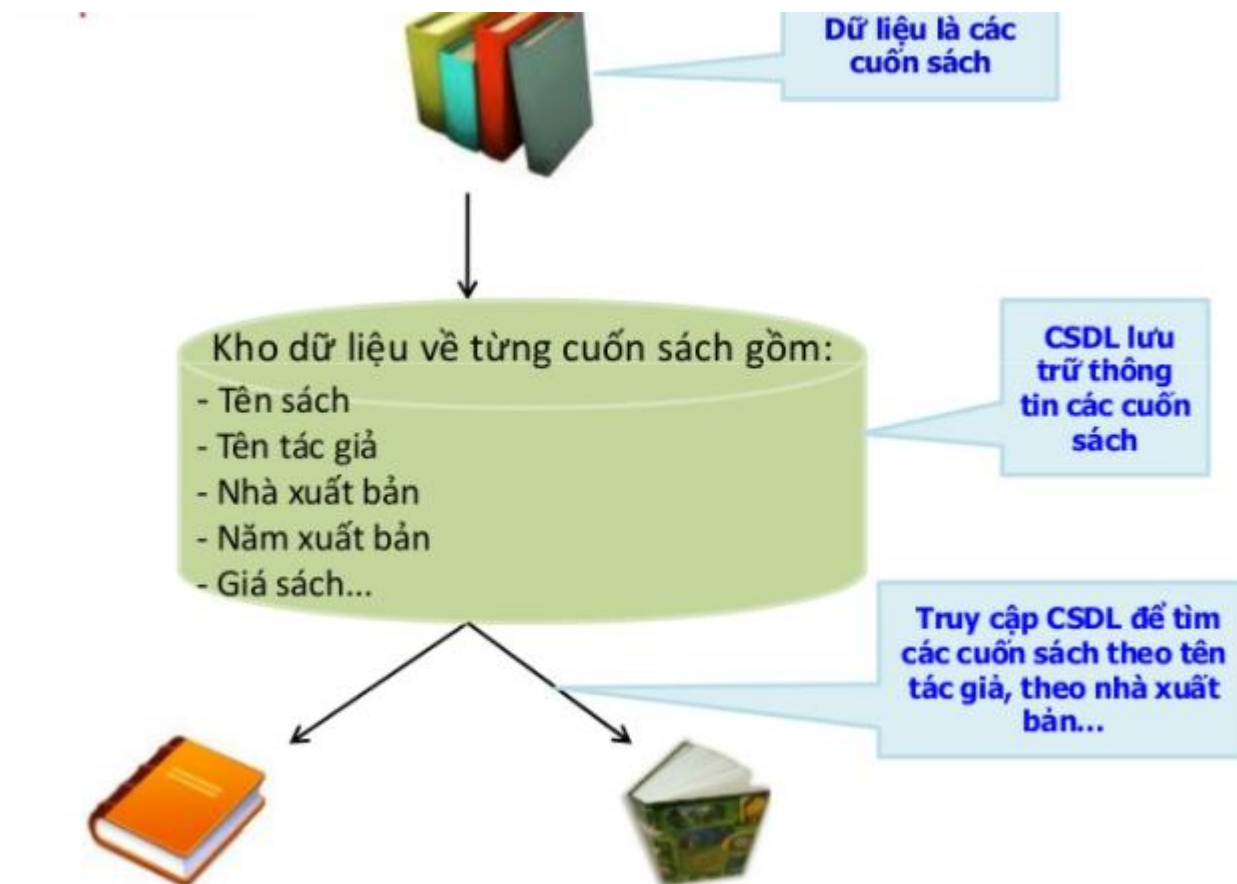 Dữ liệu là các
cuốn sách
Kho dữ liệu về từng cuốn sách gồm:
- Tên sách
- Tên tác giả
- Nhà xuất bản
- Năm xuất bản
- Giá sách...
CSDL lưu
trữ thông
tin các cuốn
sách
Truy cập CSDL để tìm
các cuốn sách theo tên
tác giả, theo nhà xuất
bản...